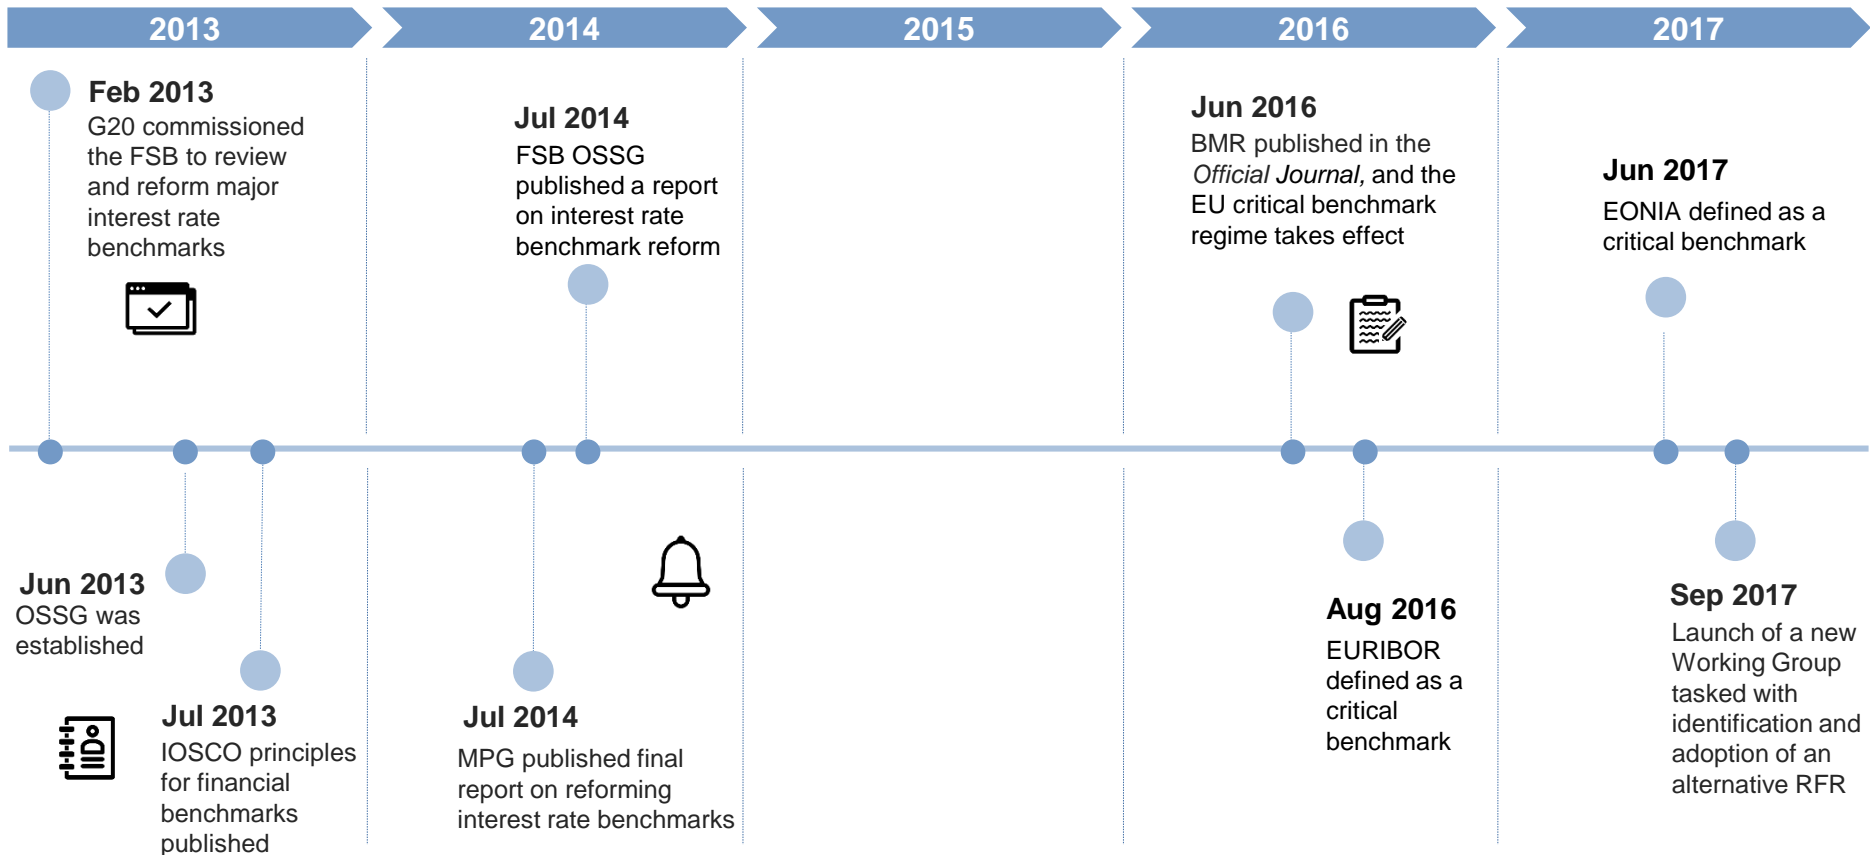 2013
2014
2015
2016
2017
Feb 2013
G20 commissioned
the FSB to review
and reform major
interest rate
benchmarks
Jul 2014
FSB OSSG
published a report
on interest rate
benchmark reform
Jun 2016
BMR published in the
Official Journal, and the
EU critical benchmark
regime takes effect
Jun 2017
EONIA defined as a
critical benchmark
Jun 2013
OSSG was
established
Jul 2013
IOSCO principles
for financial
benchmarks
published
Jul 2014
MPG published final
report on reforming
interest rate benchmarks
Aug 2016
EURIBOR
defined as a
critical
benchmark
Sep 2017
Launch of a new
Working Group
tasked with
identification and
adoption of an
alternative RFR